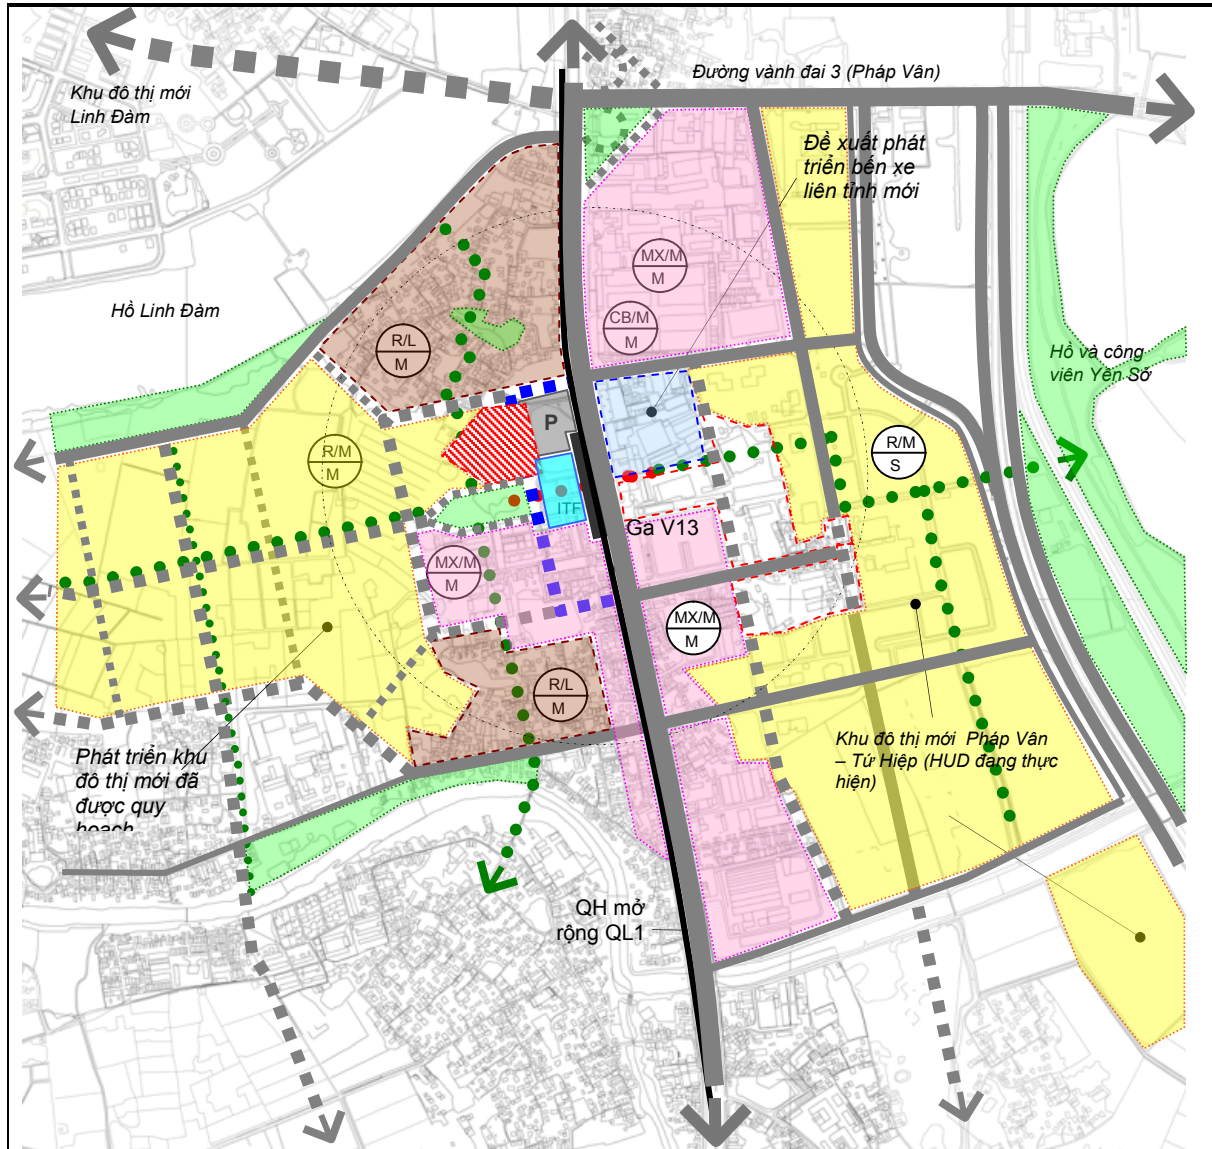 Đường vành đai 3 (Pháp Vân)
Khu đô thị mới
Linh Đàm
Đề xuất phát
triển bến xe
liên tỉnh mới
MX/M
M
CB/M
M
Hồ Linh Đàm
R/L
M
Hồ và công
viên Yên Sở
P
R/M
M
R/M
S
ITF
Ga V13
MX/M
M
MX/M
M
R/L
M
Khu đô thị mới Pháp Vân
– Tứ Hiệp (HUD đang thực
hiện)
Phát triển khu
đô thị mới đã
được quy
hoạch
QH mở
rộng QL1